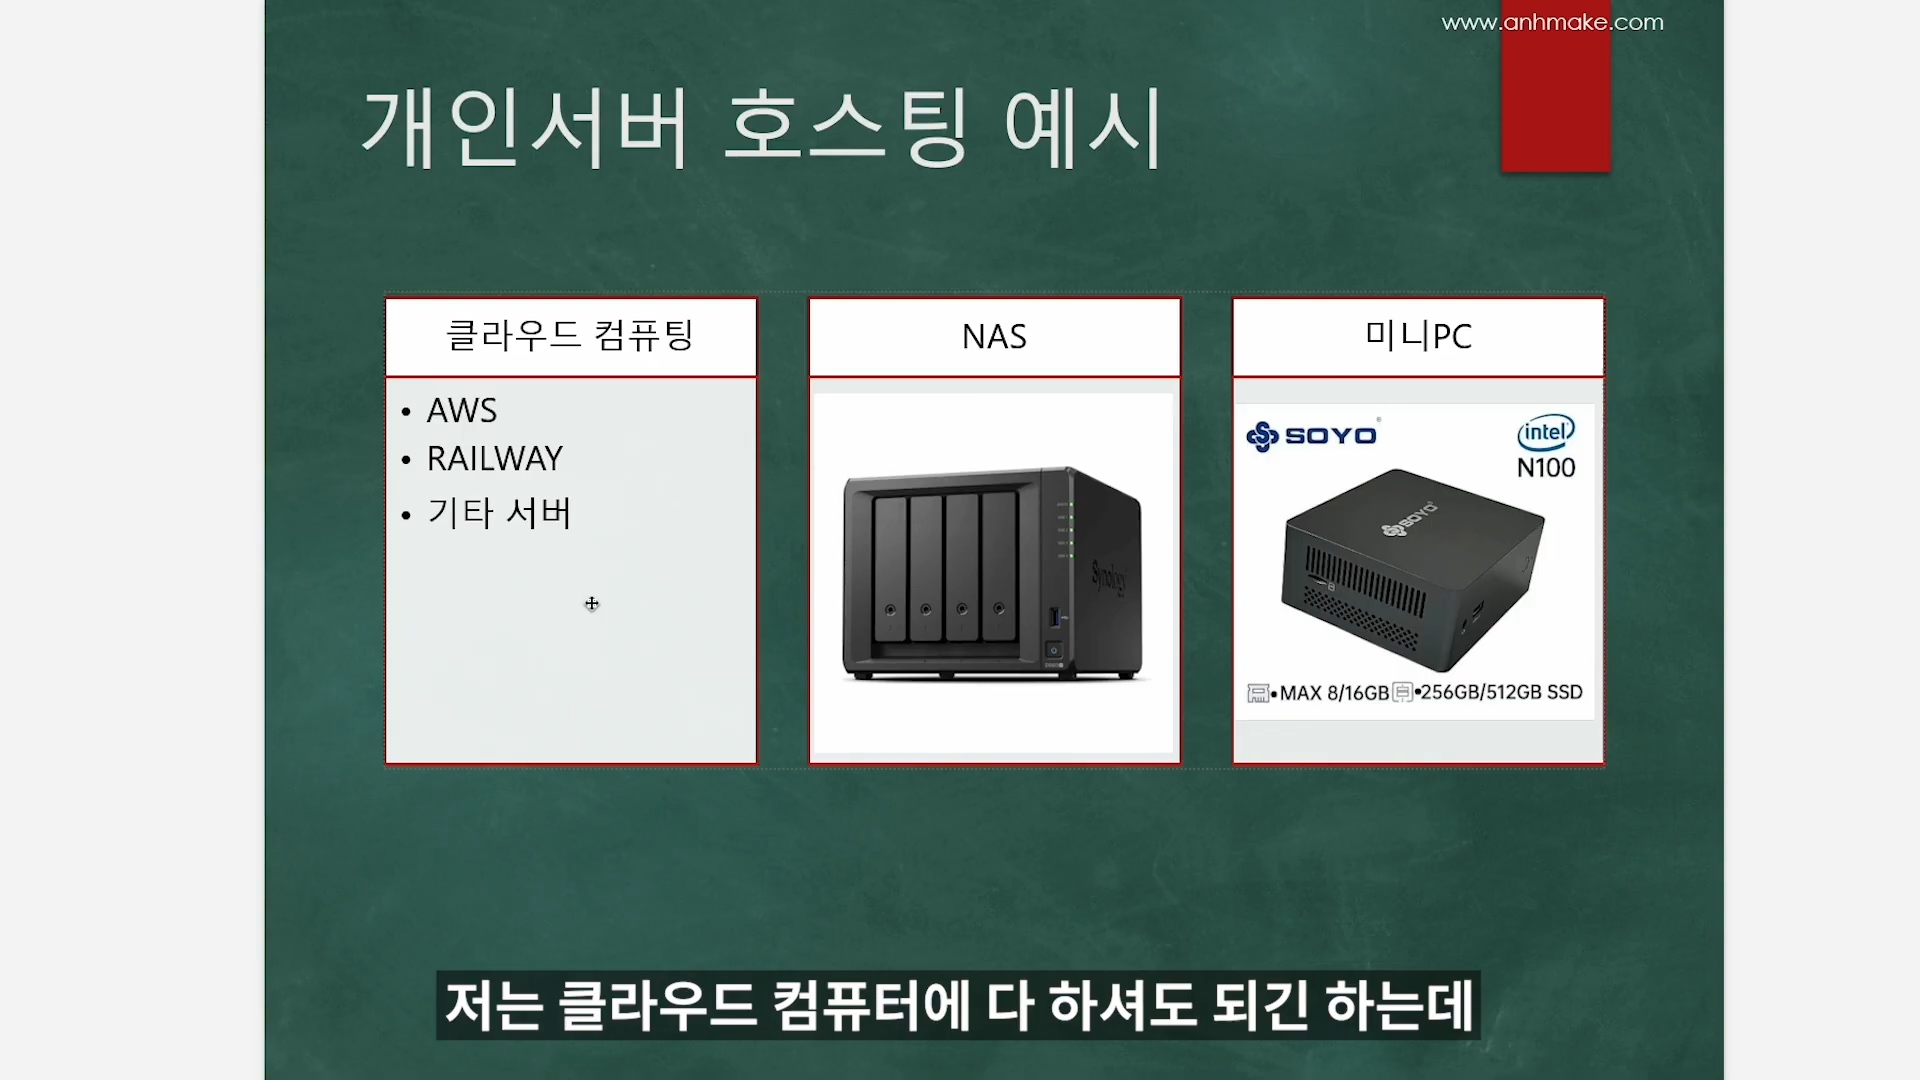 www.anhmake.com
개인서버 호스팅 예시
클라우드 컴퓨팅
• AWS
• RAILWAY
• 기타 서버
NAS
Synology
미니PC
SOYO
intel
N100
SOYO
•MAX 8/16GB •256GB/512GB SSD
저는 클라우드 컴퓨터에 다 하셔도 되긴 하는데